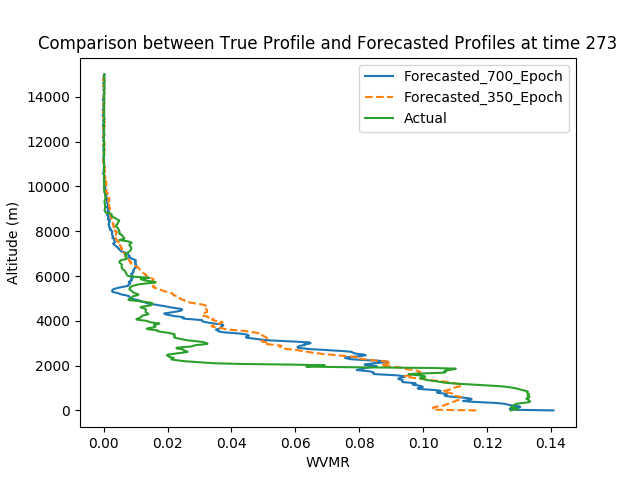 Comparison between True Profile and Forecasted Profiles at time 273
Forecasted_700_Epoch
Forecasted_350_Epoch
Actual
14000
12000
10000
8000
6000
4000
2000
0
Altitude (m)
0.00 0.02 0.04 0.06 0.08 0.10 0.12 0.14
WVMR